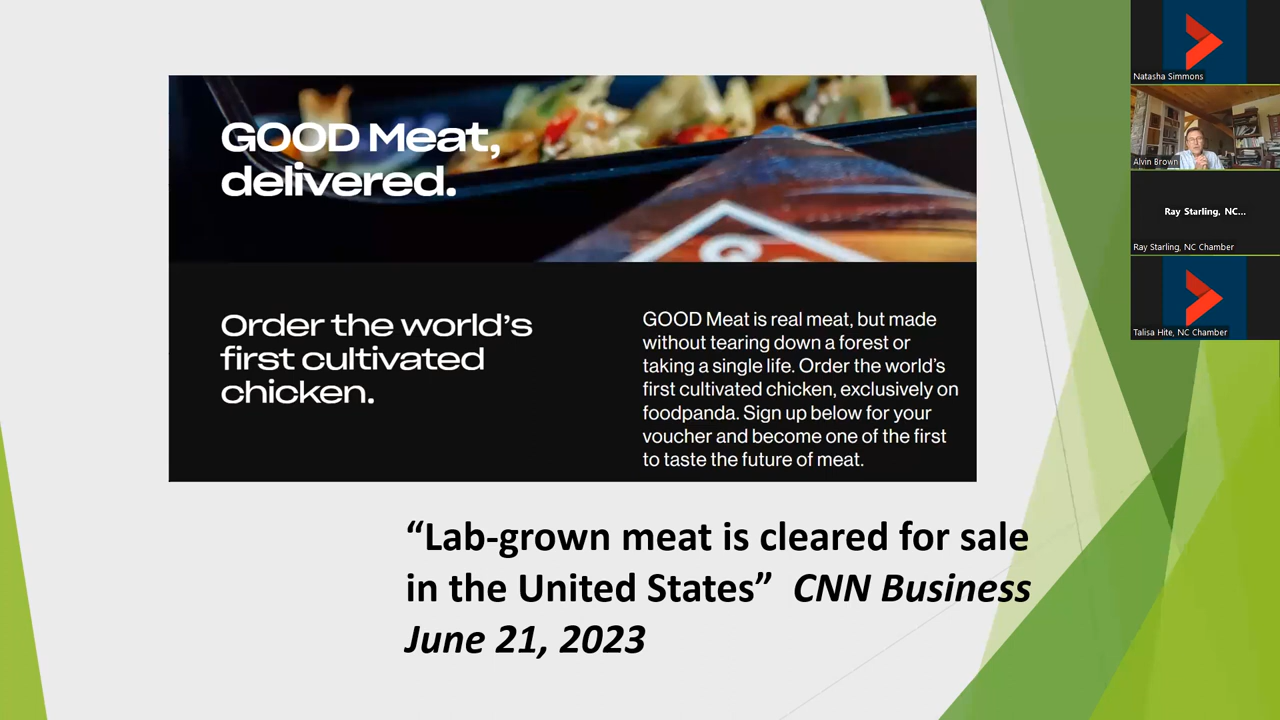 GOOD Meat,
delivered.
Order the world's
first cultivated
chicken.
GOOD Meat is real meat, but made
without tearing down a forest or
taking a single life. Order the world's
first cultivated chicken, exclusively on
foodpanda. Sign up below for your
voucher and become one of the first
to taste the future of meat.
“Lab-grown meat is cleared for sale
in the United States” CNN Business
June 21, 2023
Natasha Simmons
Alvin Brown
Ray Starling, NC...
Ray Starling, NC Chamber
Talisa Hite, NC Chamber